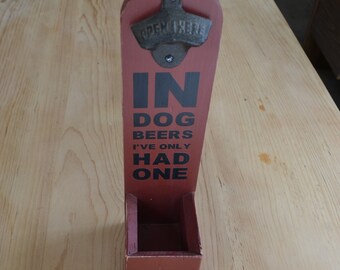 OPEN HERE
IN
DOG
BEERS
I'VE ONLY
HAD
ONE